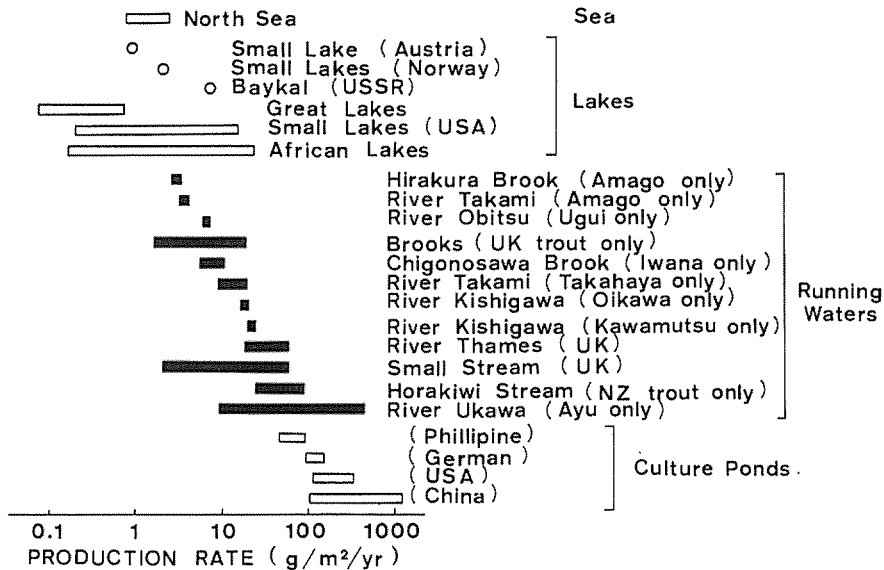 North Sea Sea
Small Lake (Austria)
Small Lakes (Norway)
Baykal (USSR)
Great Lakes
Small Lakes (USA)
African Lakes
Lakes
Hirakura Brook (Amago only)
River Takami (Amago only)
River Obitsu (Ugui only)
Brooks (UK trout only)
Chigonosawa Brook (Iwana only)
River Takami (Takahaya only)
River Kishigawa (Oikawa only)
River Kishigawa (Kawamutsu only)
River Thames (UK)
Small Stream (UK)
Horakiwi Stream (NZ trout only)
River Ukawa (Ayu only)
Running
Waters
(Phillipine)
(German)
(USA)
(China)
Culture Ponds
0.1 1 10 100 1000
PRODUCTION RATE (g/m²/yr)